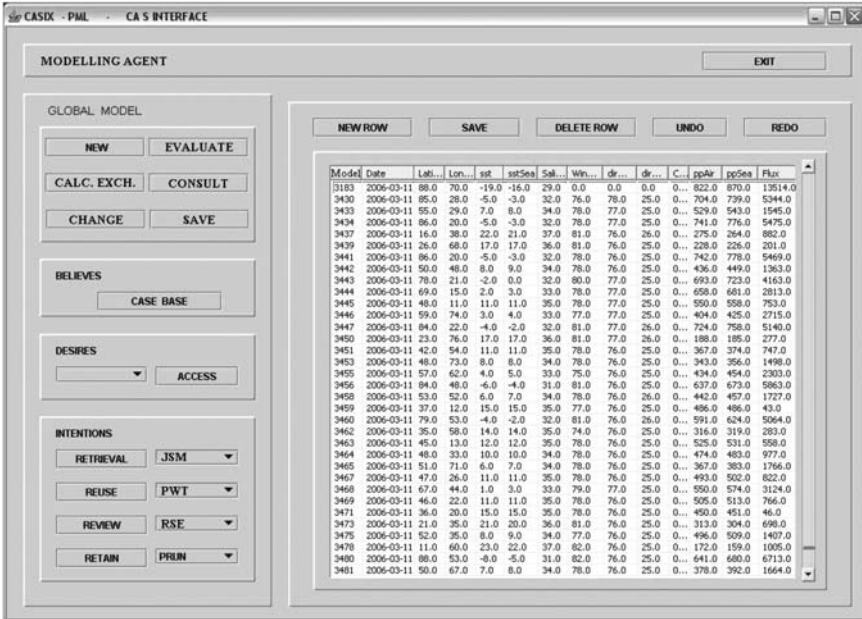 CASIX - PML - CA S INTERFACE
MODELLING AGENT
EXIT
GLOBAL MODEL
NEW
EVALUATE
CALC. EXCH.
CONSULT
CHANGE
SAVE
BELIEVES
CASE BASE
DESIRES
ACCESS
INTENTIONS
RETRIEVAL
JSM
REUSE
PWT
REVIEW
RSE
RETAIN
PRUN
NEW ROW
SAVE
DELETE ROW
UNDO
REDO
Model Date Lati... Lon... sst sstSea Sali... Win... dir... dir... C... ppAir ppSea Flux
3183 2006-03-11 88.0 70.0 -19.0 -16.0 29.0 0.0 0.0 0.0 0... 822.0 870.0 13514.0
3430 2006-03-11 85.0 28.0 -5.0 -3.0 32.0 76.0 78.0 25.0 0... 704.0 739.0 5344.0
3433 2006-03-11 55.0 29.0 7.0 8.0 34.0 78.0 77.0 25.0 0... 529.0 543.0 1545.0
3434 2006-03-11 86.0 20.0 -5.0 -3.0 32.0 78.0 77.0 25.0 0... 741.0 776.0 5475.0
3437 2006-03-11 16.0 38.0 22.0 21.0 37.0 81.0 76.0 26.0 0... 275.0 264.0 882.0
3439 2006-03-11 26.0 68.0 17.0 17.0 36.0 81.0 76.0 25.0 0... 228.0 226.0 201.0
3441 2006-03-11 86.0 20.0 -5.0 -3.0 32.0 78.0 76.0 25.0 0... 742.0 778.0 5469.0
3442 2006-03-11 50.0 48.0 8.0 9.0 34.0 78.0 76.0 25.0 0... 436.0 449.0 1363.0
3443 2006-03-11 78.0 21.0 -2.0 0.0 32.0 80.0 77.0 25.0 0... 693.0 723.0 4163.0
3444 2006-03-11 69.0 15.0 2.0 3.0 33.0 78.0 77.0 25.0 0... 658.0 681.0 2813.0
3445 2006-03-11 48.0 11.0 11.0 11.0 35.0 78.0 77.0 25.0 0... 550.0 558.0 753.0
3446 2006-03-11 59.0 74.0 3.0 4.0 33.0 77.0 77.0 25.0 0... 404.0 425.0 2715.0
3447 2006-03-11 84.0 22.0 -4.0 -2.0 32.0 81.0 77.0 26.0 0... 724.0 758.0 5140.0
3450 2006-03-11 23.0 76.0 17.0 17.0 36.0 81.0 77.0 26.0 0... 188.0 185.0 277.0
3451 2006-03-11 42.0 54.0 11.0 11.0 35.0 78.0 76.0 25.0 0... 367.0 374.0 747.0
3452 2006-03-11 48.0 73.0 8.0 8.0 34.0 78.0 76.0 25.0 0... 343.0 356.0 1498.0
3455 2006-03-11 57.0 62.0 4.0 5.0 33.0 75.0 76.0 25.0 0... 434.0 454.0 2303.0
3456 2006-03-11 84.0 48.0 -6.0 -4.0 31.0 81.0 76.0 25.0 0... 637.0 673.0 5863.0
3458 2006-03-11 53.0 52.0 6.0 7.0 34.0 78.0 76.0 26.0 0... 442.0 457.0 1727.0
3459 2006-03-11 37.0 12.0 15.0 15.0 35.0 77.0 76.0 25.0 0... 486.0 486.0 43.0
3460 2006-03-11 79.0 53.0 -4.0 -2.0 32.0 81.0 76.0 26.0 0... 591.0 624.0 5064.0
3462 2006-03-11 35.0 58.0 14.0 14.0 35.0 74.0 76.0 25.0 0... 316.0 319.0 283.0
3463 2006-03-11 45.0 13.0 12.0 12.0 35.0 78.0 76.0 25.0 0... 525.0 531.0 558.0
3464 2006-03-11 48.0 33.0 10.0 10.0 34.0 78.0 76.0 25.0 0... 474.0 483.0 977.0
3465 2006-03-11 51.0 71.0 6.0 7.0 34.0 78.0 76.0 25.0 0... 367.0 383.0 1766.0
3467 2006-03-11 47.0 26.0 11.0 11.0 35.0 78.0 76.0 25.0 0... 493.0 502.0 822.0
3468 2006-03-11 67.0 44.0 1.0 3.0 33.0 79.0 77.0 25.0 0... 550.0 574.0 3124.0
3469 2006-03-11 46.0 22.0 11.0 11.0 35.0 78.0 76.0 25.0 0... 505.0 513.0 766.0
3471 2006-03-11 36.0 20.0 15.0 15.0 35.0 78.0 76.0 25.0 0... 450.0 451.0 46.0
3473 2006-03-11 21.0 35.0 21.0 20.0 36.0 81.0 76.0 25.0 0... 313.0 304.0 698.0
3475 2006-03-11 52.0 35.0 8.0 9.0 34.0 77.0 76.0 25.0 0... 496.0 509.0 1407.0
3478 2006-03-11 11.0 60.0 23.0 22.0 37.0 82.0 76.0 25.0 0... 172.0 159.0 1005.0
3480 2006-03-11 88.0 53.0 -8.0 -5.0 31.0 82.0 76.0 25.0 0... 641.0 680.0 6713.0
3481 2006-03-11 50.0 67.0 7.0 8.0 34.0 78.0 76.0 25.0 0... 378.0 392.0 1664.0